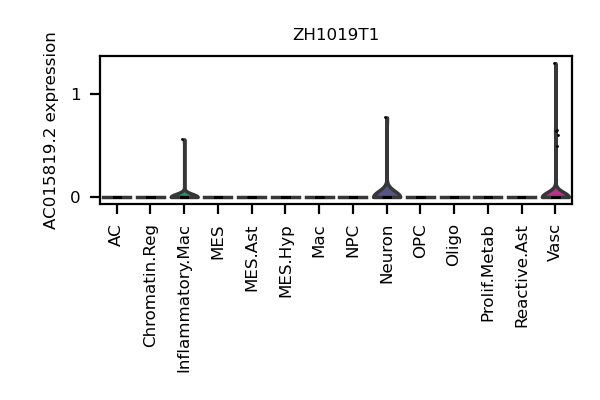 ZH1019T1
AC015819.2 expression
1
0
AC
Chromatin.Reg
Inflammatory.Mac
MES
MES.Ast
MES.Hyp
Mac
NPC
Neuron
OPC
Oligo
Prolif.Metab
Reactive.Ast
Vasc